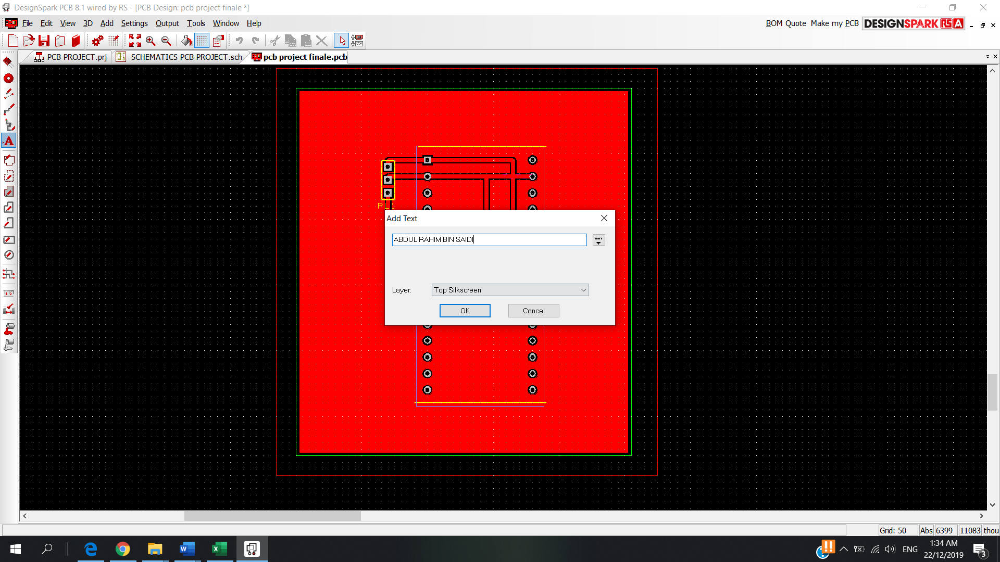 DesignSpark PCB 8.1 wired by RS - [PCB Design: pcb project finale *]
File Edit View 3D Add Settings Output Tools Window Help
BOM Quote Make my PCB DESIGNSPARK RS A
PCB PROJECT.prj SCHEMATICS PCB PROJECT.sch pcb project finale.pcb
PL1
Add Text
ABDUL RAHIM BIN SAIDI
Layer: Top Silkscreen
OK Cancel
Grid: 50 Abs 6399 11083 thou
ENG
1:34 AM
22/12/2019
3